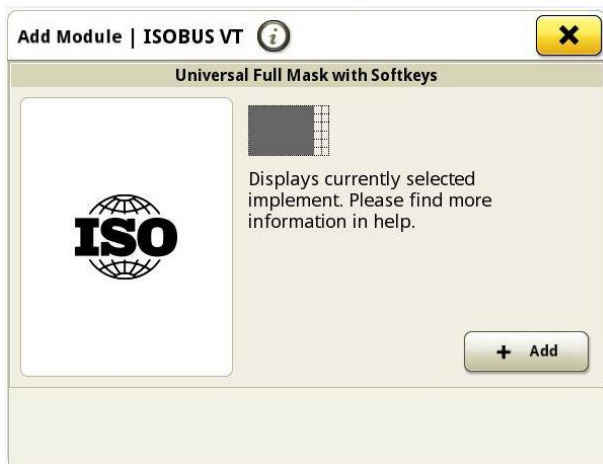 Add Module | ISOBUS VT i
Universal Full Mask with Softkeys
Displays currently selected
implement. Please find more
information in help.
ISO
+ Add